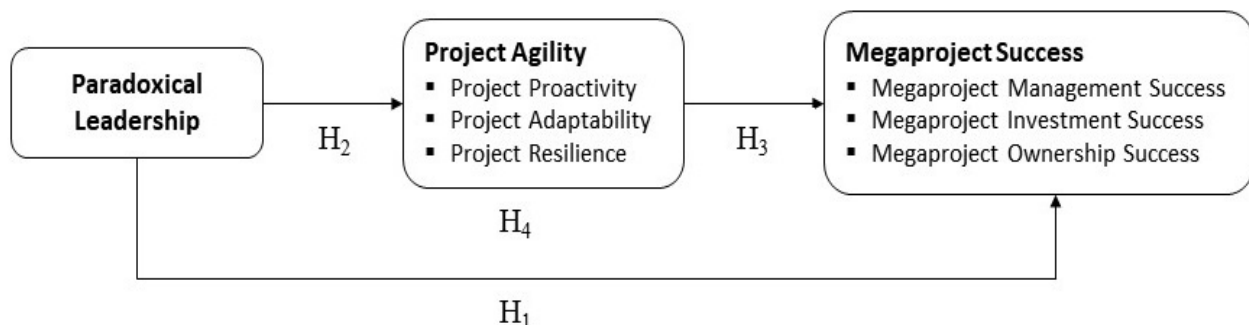 Paradoxical
Leadership
Project Agility
▪ Project Proactivity
▪ Project Adaptability
▪ Project Resilience
Megaproject Success
▪ Megaproject Management Success
▪ Megaproject Investment Success
▪ Megaproject Ownership Success
H₂
H₃
H₄
H₁